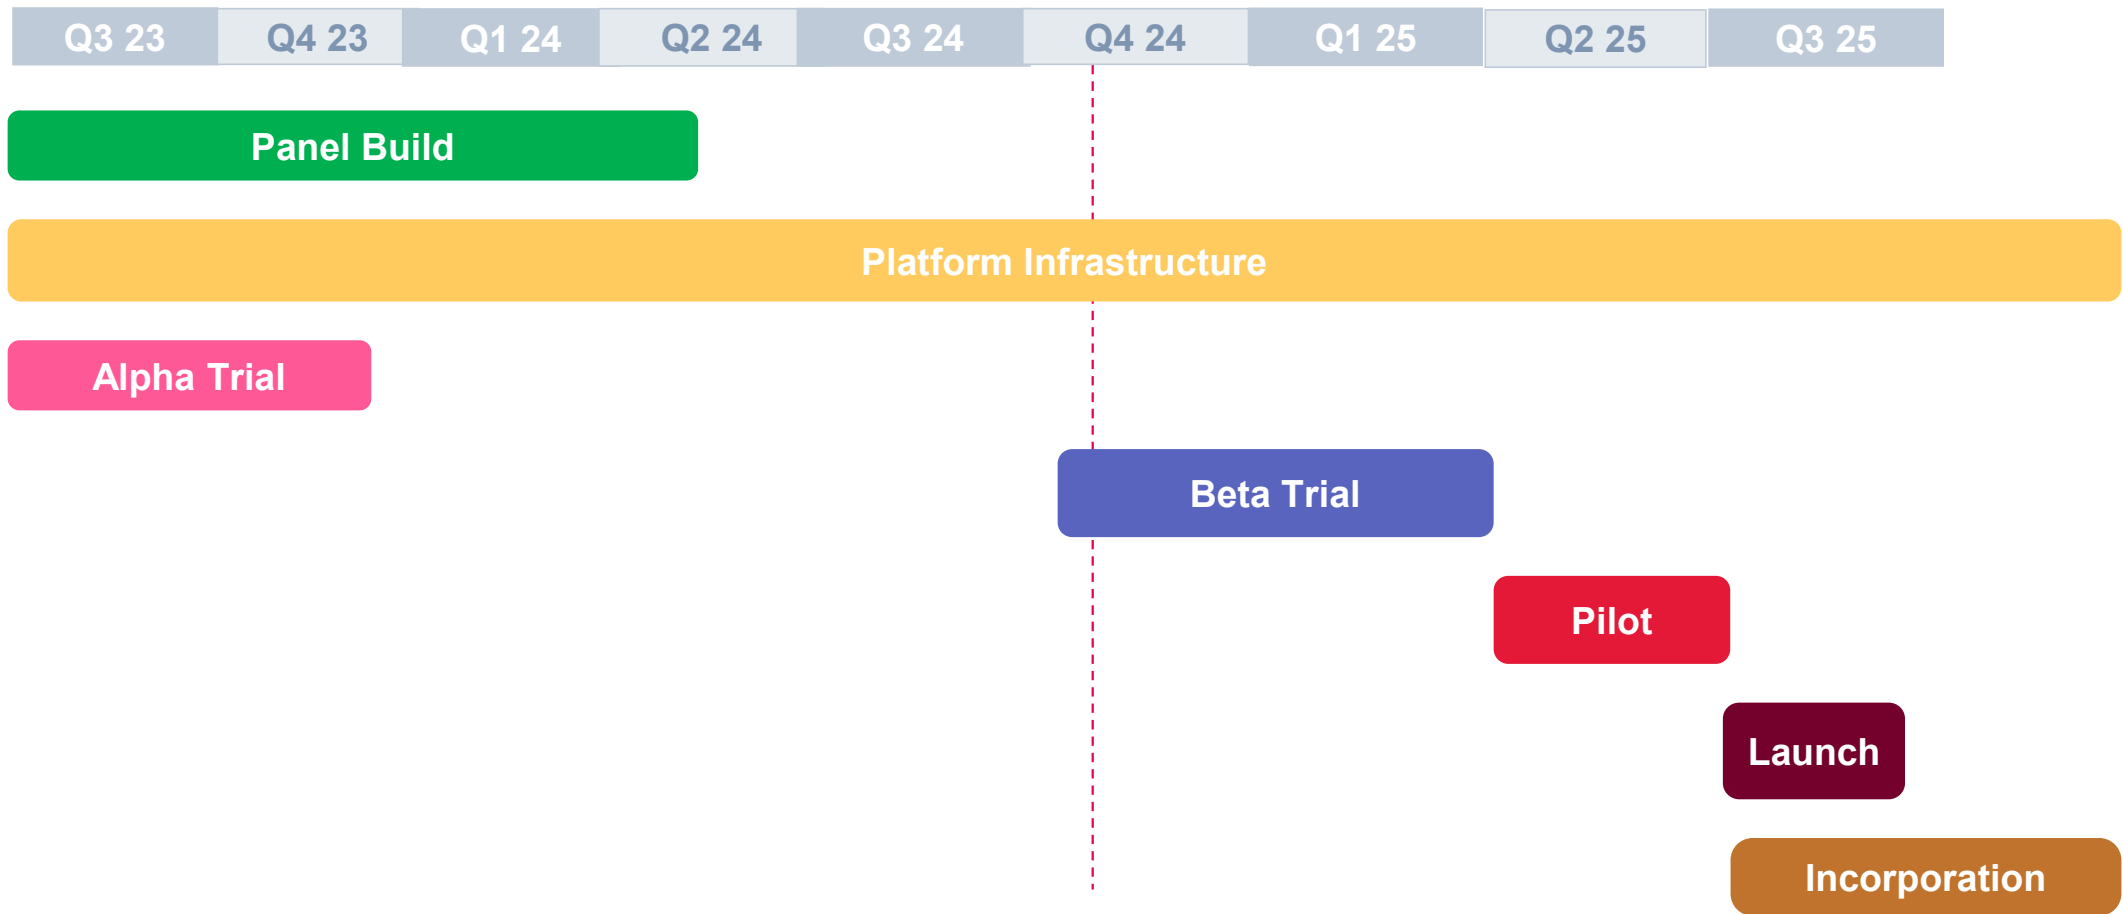 Q3 23 Q4 23 Q1 24 Q2 24 Q3 24 Q4 24 Q1 25 Q2 25 Q3 25
Panel Build
Platform Infrastructure
Alpha Trial
Beta Trial
Pilot
Launch
Incorporation